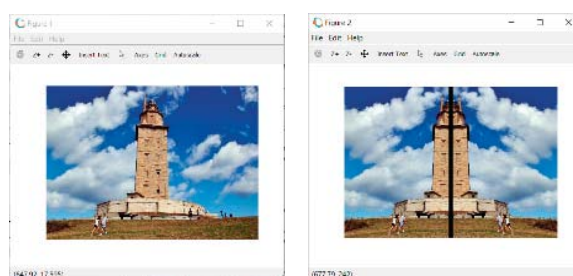 Figure 1
File Edit Help
Z+ Z- Insert Text Axes Grid Autoscale
Figure 2
File Edit Help
Z+ Z- Insert Text Axes Grid Autoscale